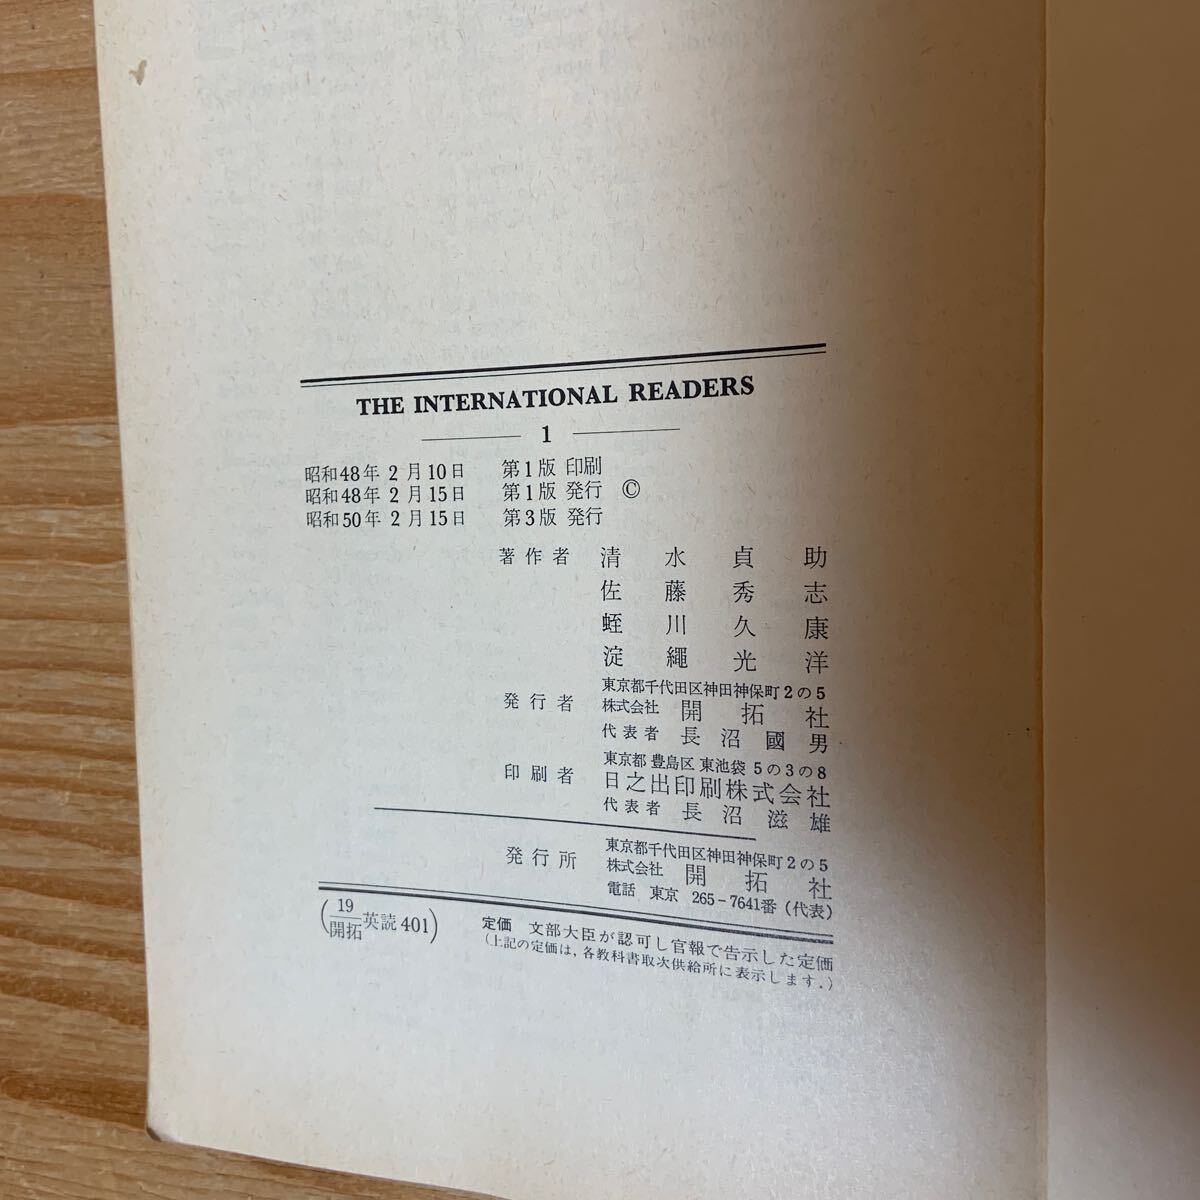 THE INTERNATIONAL READERS
1
昭和48年 2月10日 第1版 印刷
昭和48年 2月15日 第1版 発行 ©
昭和50年 2月15日 第3版 発行
著作者 清水貞助
佐藤秀志
蛭川久康
淀縄光洋
東京都千代田区神田神保町2の5
発行者 株式会社 開拓社
代表者 長沼國男
東京都 豊島区 東池袋 5の3の8
印刷者 日之出印刷株式会社
代表者 長沼滋雄
東京都千代田区神田神保町2の5
発行所 株式会社 開拓社
電話 東京 265-7641番 (代表)
(19/開拓 英読401)
定価 文部大臣が認可し官報で告示した定価
(上記の定価は,各教科書取次供給所に表示します.)